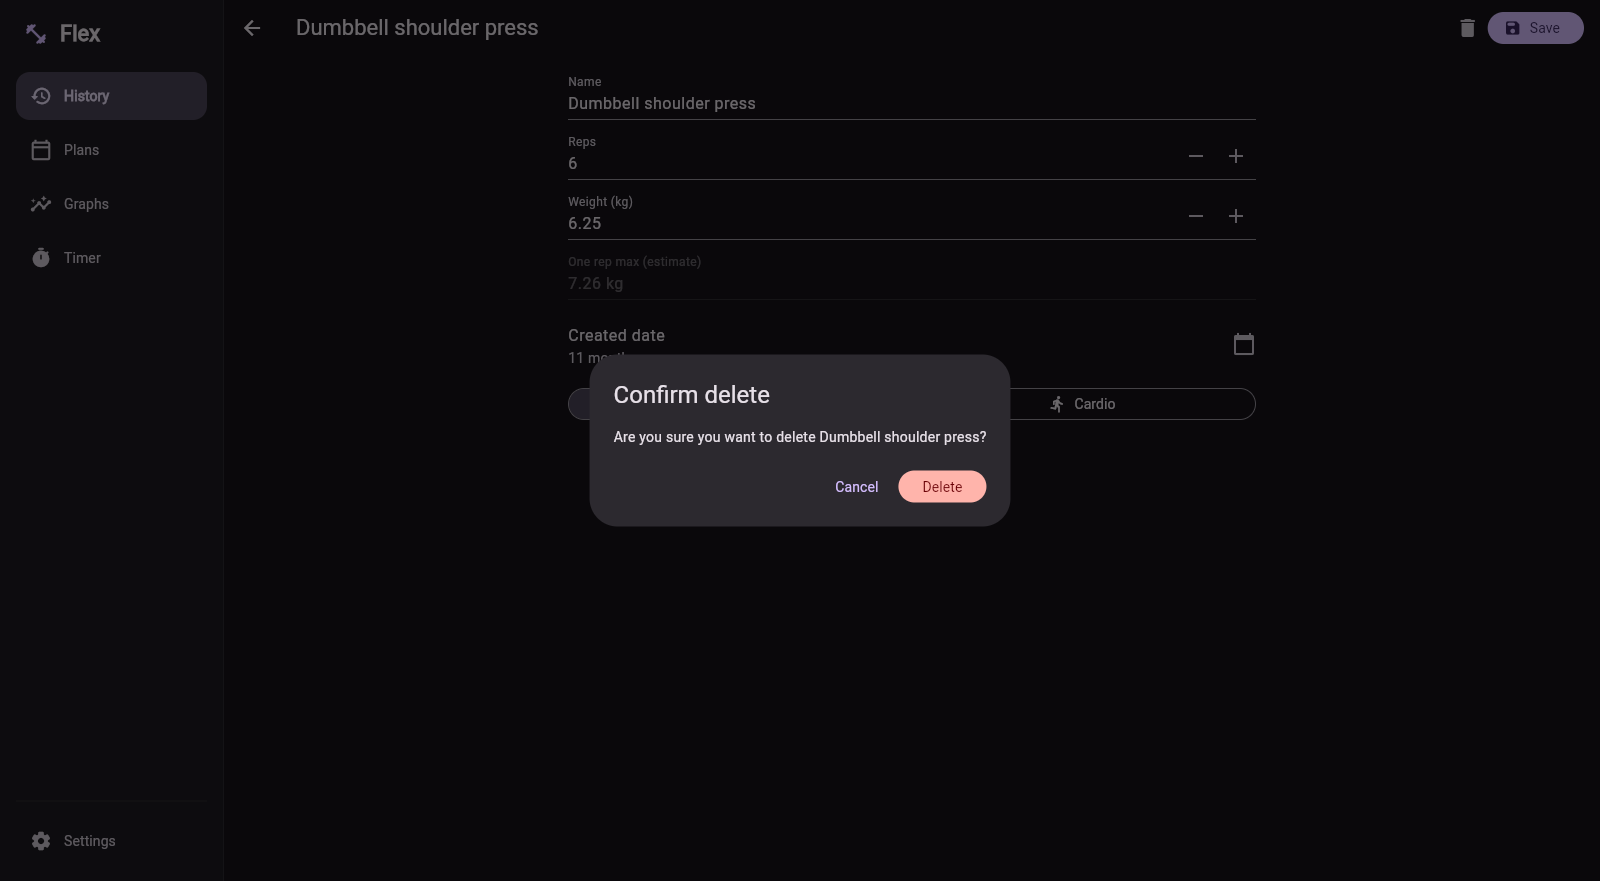 Flex
Dumbbell shoulder press
Save
History
Plans
Graphs
Timer
Name
Dumbbell shoulder press
Reps
6
Weight (kg)
6.25
One rep max (estimate)
7.26 kg
Created date
11
Cardio
Confirm delete
Are you sure you want to delete Dumbbell shoulder press?
Cancel
Delete
Settings